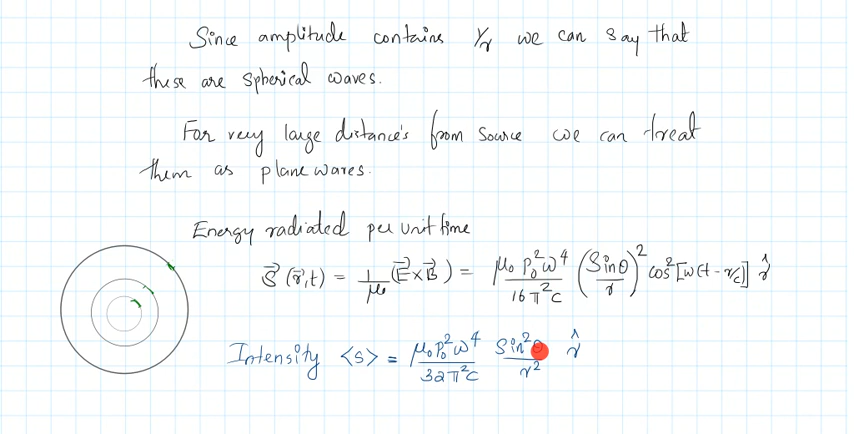 Since amplitude contains 1/r we can say that
these are spherical waves.
For very large distance's from source we can treat
them as plane waves.
Energy radiated per unit time
S⃗ (r⃗,t) = 1/μ₀ (E⃗ × B⃗) = μ₀ P₀² ω⁴ / 16π²c (Sinθ / r)² cos² [ω(t - r/c)] r̂
Intensity <s> = μ₀ P₀² ω⁴ / 32π²c Sin²θ / r² r̂